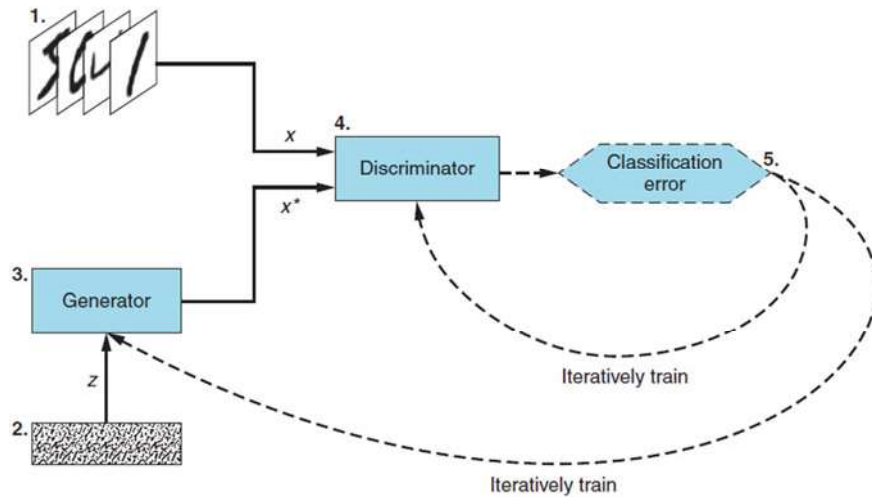 1.
4.
x
Discriminator
Classification
error
5.
x*
3.
Generator
Iteratively train
z
2.
Iteratively train